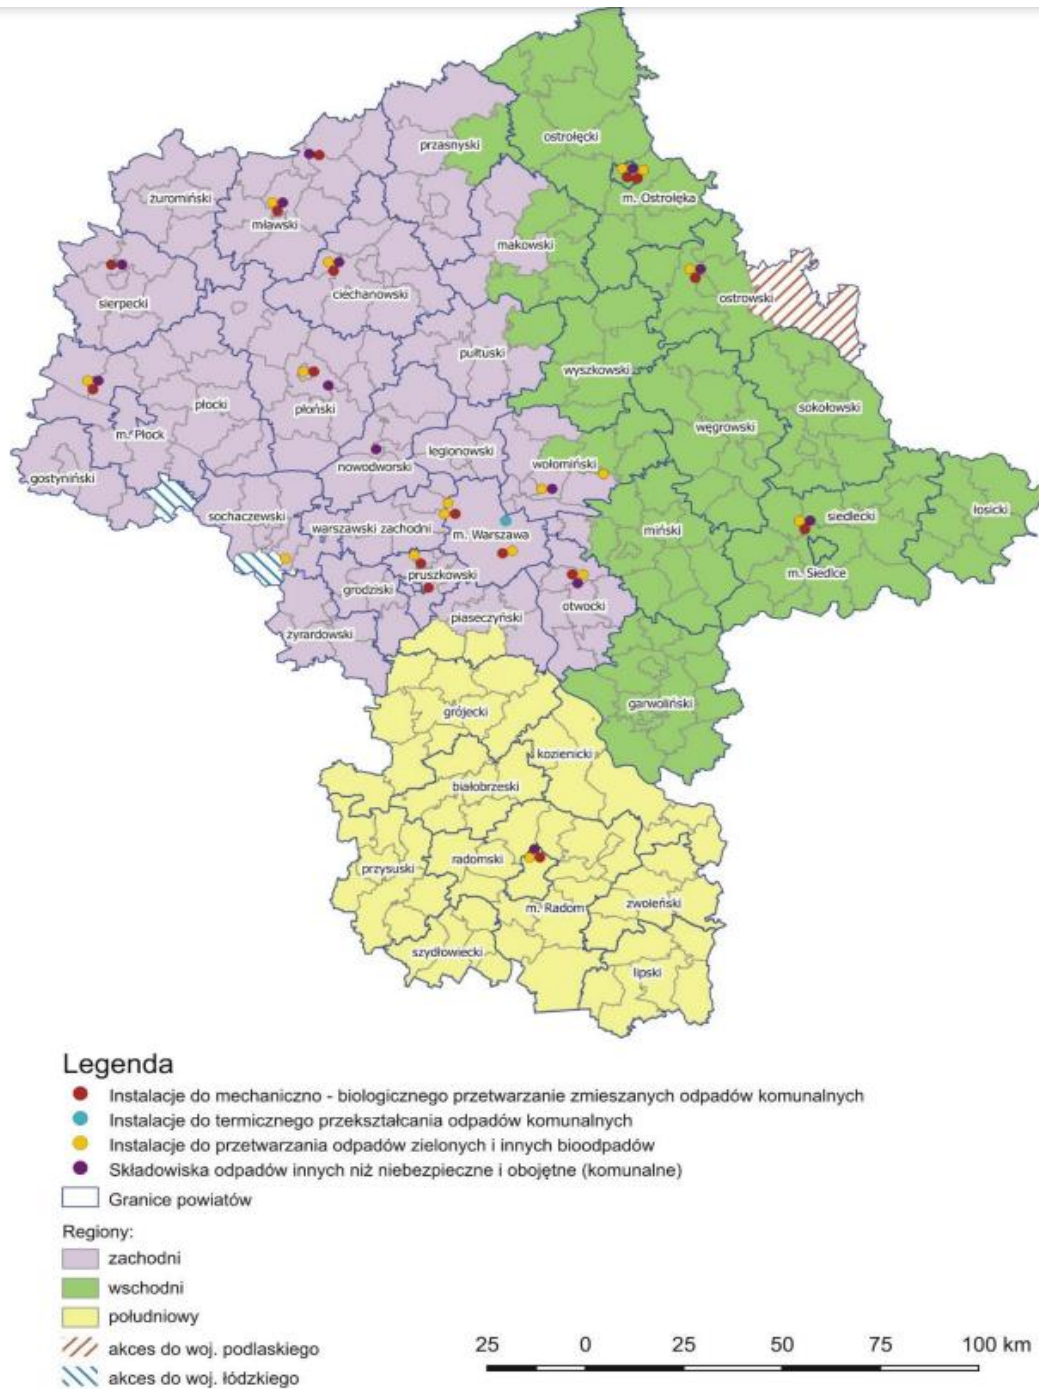 przasnyski
ostrołęcki
żuromiński
m. Ostrołęka
mławski
makowski
ciechanowski
sierpecki
ostrowski
pułtuski
wyszkowski
płocki
płoński
sokołowski
m. Płock
węgrowski
legionowski
wołomiński
nowodworski
gostyniński
sochaczewski
siedlecki
łosicki
warszawski zachodni
m. Warszawa
miński
m. Siedlce
pruszkowski
grodziski
otwocki
piaseczyński
żyrardowski
garwoliński
grójecki
kozienicki
białobrzeski
radomski
przysuski
zwoleński
m. Radom
szydłowiecki
lipski
Legenda
Instalacje do mechaniczno - biologicznego przetwarzanie zmieszanych odpadów komunalnych
Instalacje do termicznego przekształcania odpadów komunalnych
Instalacje do przetwarzania odpadów zielonych i innych bioodpadów
Składowiska odpadów innych niż niebezpieczne i obojętne (komunalne)
Granice powiatów
Regiony:
zachodni
wschodni
południowy
akces do woj. podlaskiego
akces do woj. łódzkiego
25 0 25 50 75 100 km